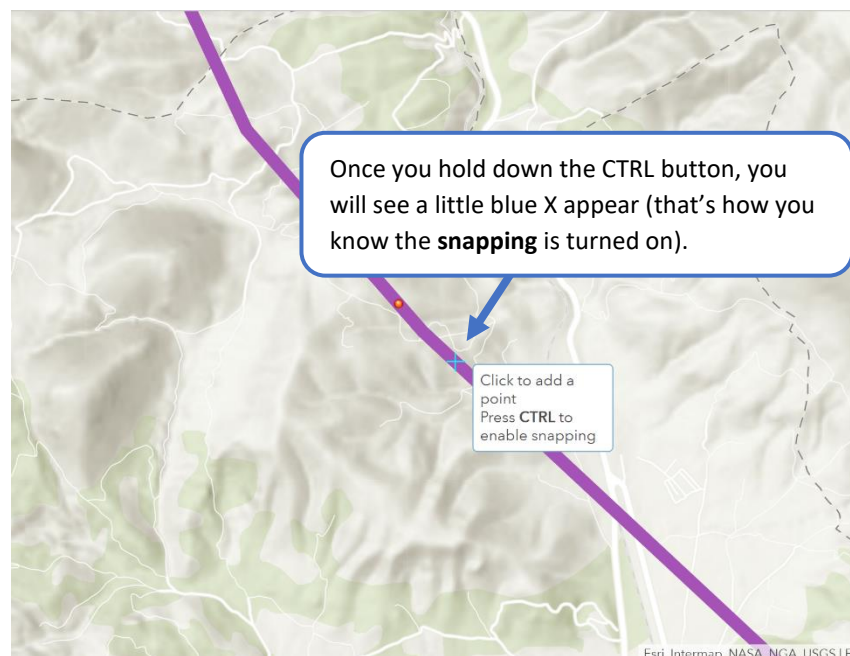 Once you hold down the CTRL button, you
will see a little blue X appear (that’s how you
know the snapping is turned on).
Click to add a
point
Press CTRL to
enable snapping
Esri, Intermap, NASA, NGA, USGS |